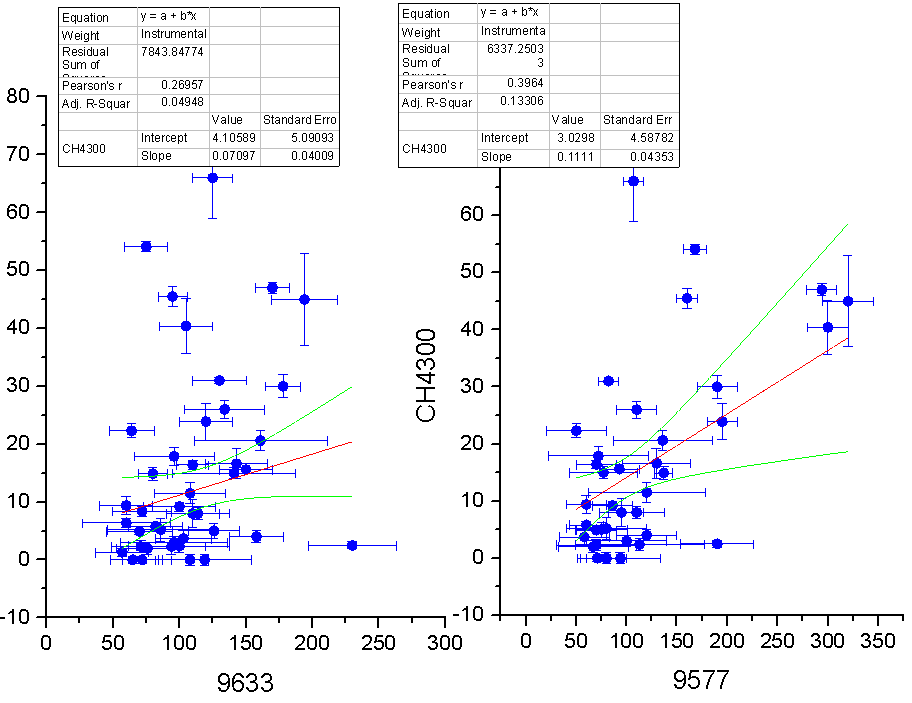 Equation y = a + b*x
Weight Instrumental
Residual Sum of 7843.84774
Pearson's r 0.26957
Adj. R-Squar 0.04948
Value Standard Erro
CH4300 Intercept 4.10589 5.09093
Slope 0.07097 0.04009
Equation y = a + b*x
Weight Instrumenta
Residual Sum of 6337.2503
3
Pearson's r 0.3964
Adj. R-Squar 0.13306
Value Standard Err
CH4300 Intercept 3.0298 4.58782
Slope 0.1111 0.04353
80
70
60
50
40
30
20
10
0
-10
0 50 100 150 200 250 300
9633
CH4300
60
50
40
30
20
10
0
-10
0 50 100 150 200 250 300 350
9577